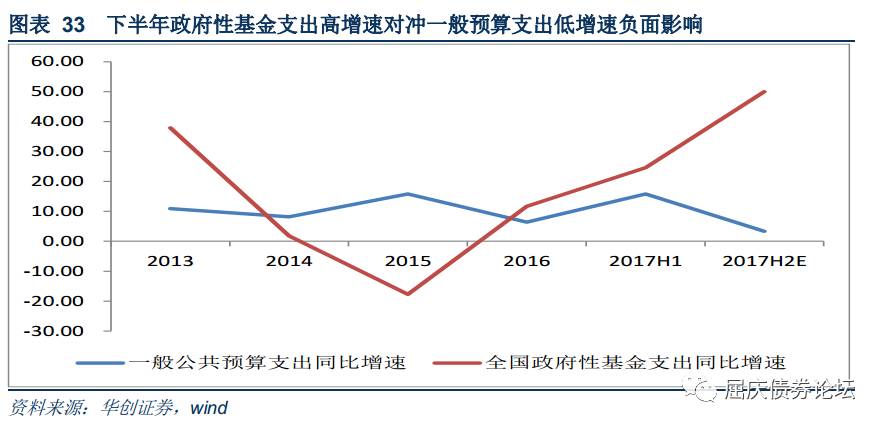 图表 33 下半年政府性基金支出高增速对冲一般预算支出低增速负面影响
60.00
50.00
40.00
30.00
20.00
10.00
0.00
-10.00
-20.00
-30.00
2013 2014 2015 2016 2017H1 2017H2E
一般公共预算支出同比增速 全国政府性基金支出同比增速
屈庆债券论坛
资料来源：华创证券，wind